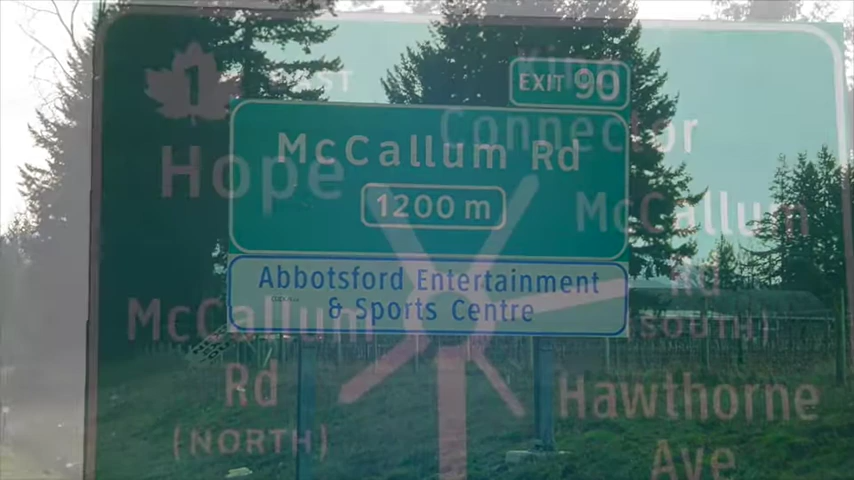 EXIT 90
McCallum Rd
1200 m
Abbotsford Entertainment
& Sports Centre
1
Hope
King
Connector
McCallum
Rd
(SOUTH)
McCallum
Rd
(NORTH)
Hawthorne
Ave